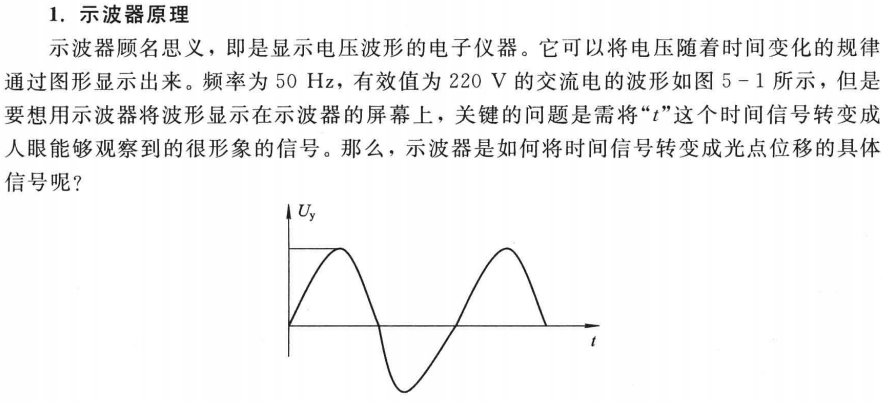 1. 示波器原理
示波器顾名思义，即是显示电压波形的电子仪器。它可以将电压随着时间变化的规律
通过图形显示出来。频率为 50 Hz，有效值为 220 V 的交流电的波形如图 5-1 所示，但是
要想用示波器将波形显示在示波器的屏幕上，关键的问题是需将“t”这个时间信号转变成
人眼能够观察到的很形象的信号。那么，示波器是如何将时间信号转变成光点位移的具体
信号呢?
Uy
t